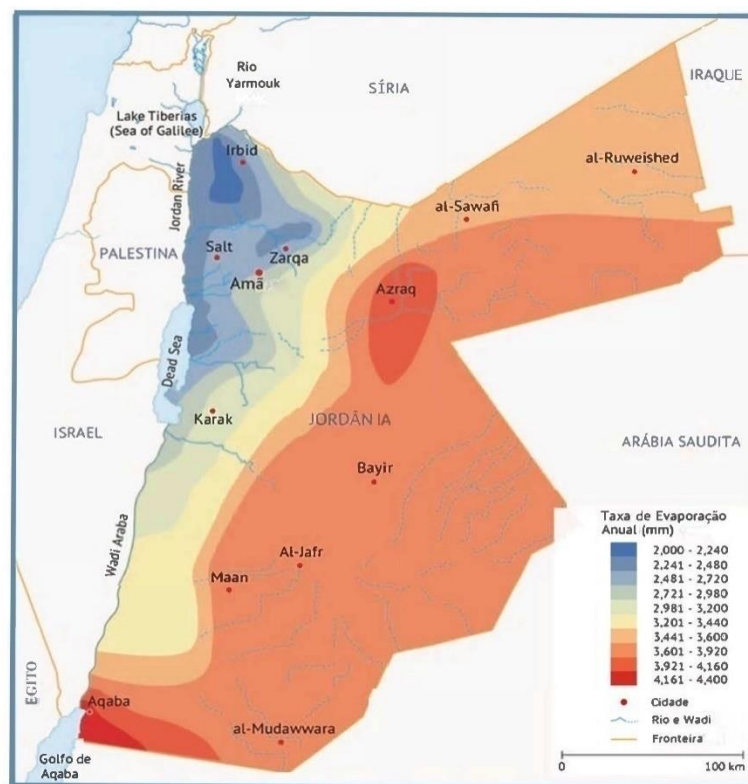 Rio
Yarmouk
SÍRIA
IRAQUE
Lake Tiberias
(Sea of Galilee)
Irbid
al-Ruweished
Jordan River
al-Sawafi
PALESTINA
Salt
Zarqa
Amã
Azraq
Dead Sea
Karak
JORDÂNIA
ISRAEL
ARÁBIA SAUDITA
Bayir
Wadi Araba
Al-Jafr
Maan
EGITO
Aqaba
al-Mudawwara
Golfo de
Aqaba
Taxa de Evaporação
Anual (mm)
2,000 - 2,240
2,241 - 2,480
2,481 - 2,720
2,721 - 2,980
2,981 - 3,200
3,201 - 3,440
3,441 - 3,600
3,601 - 3,920
3,921 - 4,160
4,161 - 4,400
Cidade
Rio e Wadi
Fronteira
0 100 km